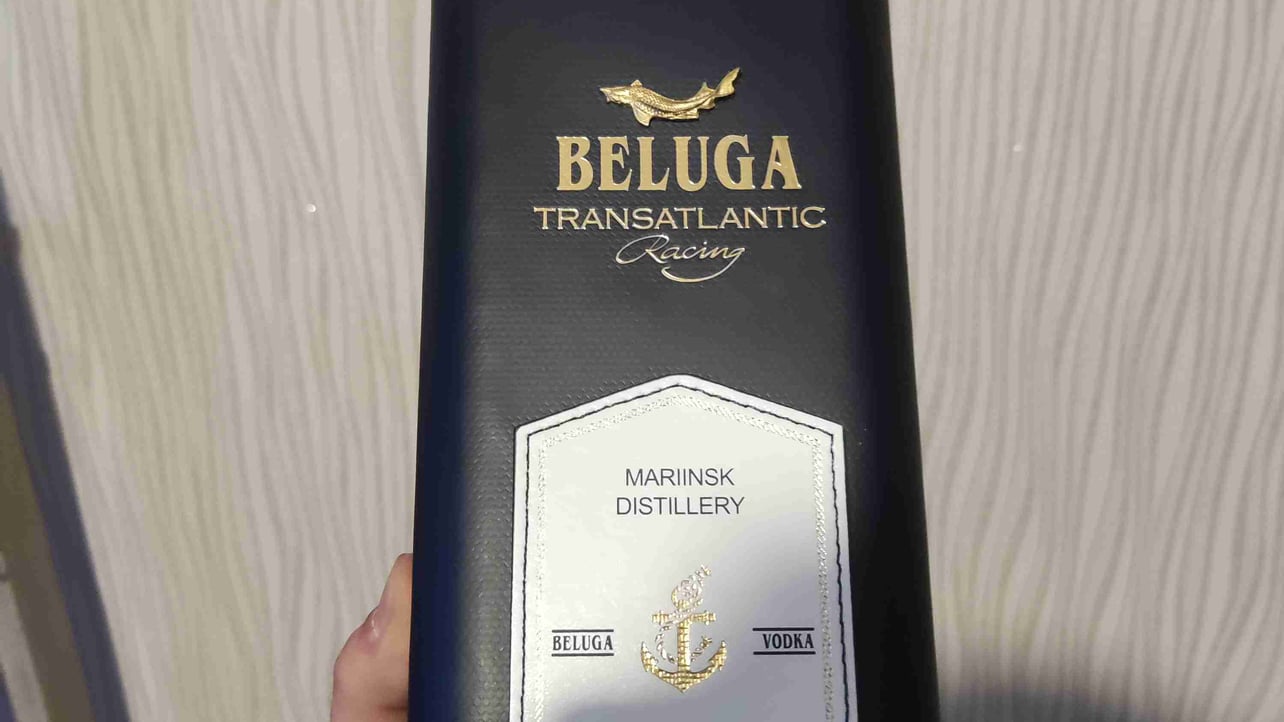 BELUGA
TRANSATLANTIC
Racing
MARIINSK
DISTILLERY
BELUGA VODKA